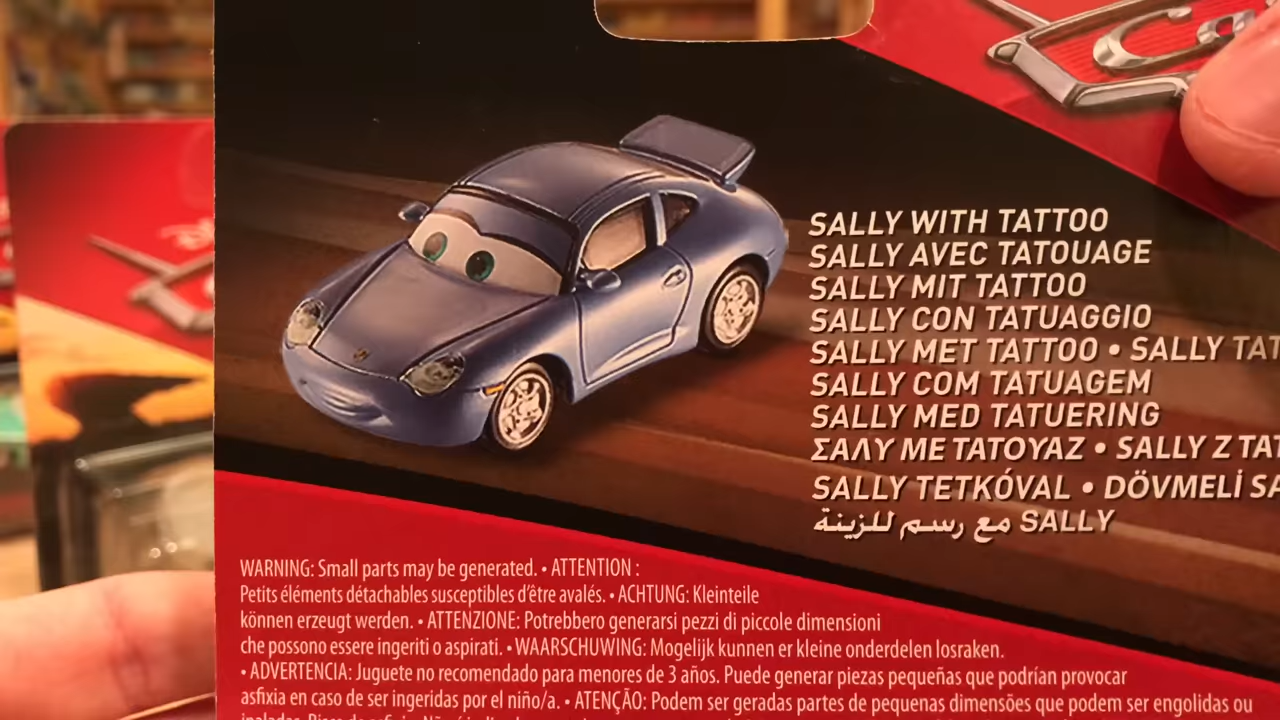 Ca
SALLY WITH TATTOO
SALLY AVEC TATOUAGE
SALLY MIT TATTOO
SALLY CON TATUAGGIO
SALLY MET TATTOO • SALLY TAT
SALLY COM TATUAGEM
SALLY MED TATUERING
ΣΑΛΥ ΜΕ ΤΑΤΟΥΑΖ • SALLY Z TAT
SALLY TETKÓVAL • DÖVMELİ SA
SALLY مع رسم للزينة
WARNING: Small parts may be generated. • ATTENTION :
Petits éléments détachables susceptibles d'être avalés. • ACHTUNG: Kleinteile
können erzeugt werden. • ATTENZIONE: Potrebbero generarsi pezzi di piccole dimensioni
che possono essere ingeriti o aspirati. • WAARSCHUWING: Mogelijk kunnen er kleine onderdelen losraken.
• ADVERTENCIA: Juguete no recomendado para menores de 3 años. Puede generar piezas pequeñas que podrían provocar
asfixia en caso de ser ingeridas por el niño/a. • ATENÇÃO: Podem ser geradas partes de pequenas dimensões que podem ser engolidas ou